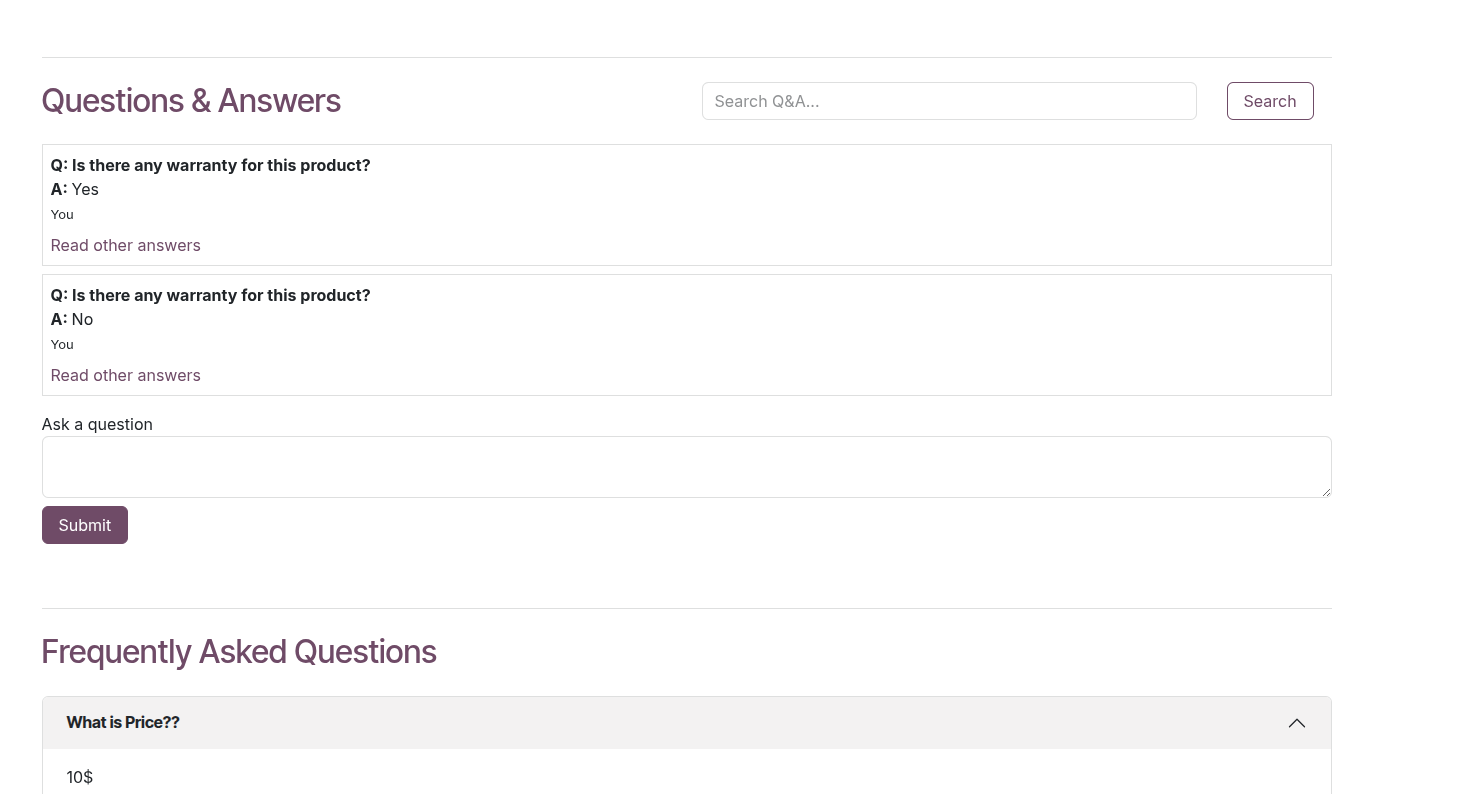 Questions & Answers
Search Q&A...
Search
Q: Is there any warranty for this product?
A: Yes
You
Read other answers
Q: Is there any warranty for this product?
A: No
You
Read other answers
Ask a question
Submit
Frequently Asked Questions
What is Price??
10$